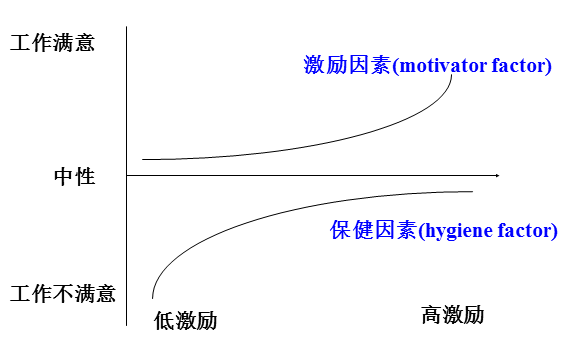 工作满意
激励因素(motivator factor)
中性
保健因素(hygiene factor)
工作不满意
低激励
高激励